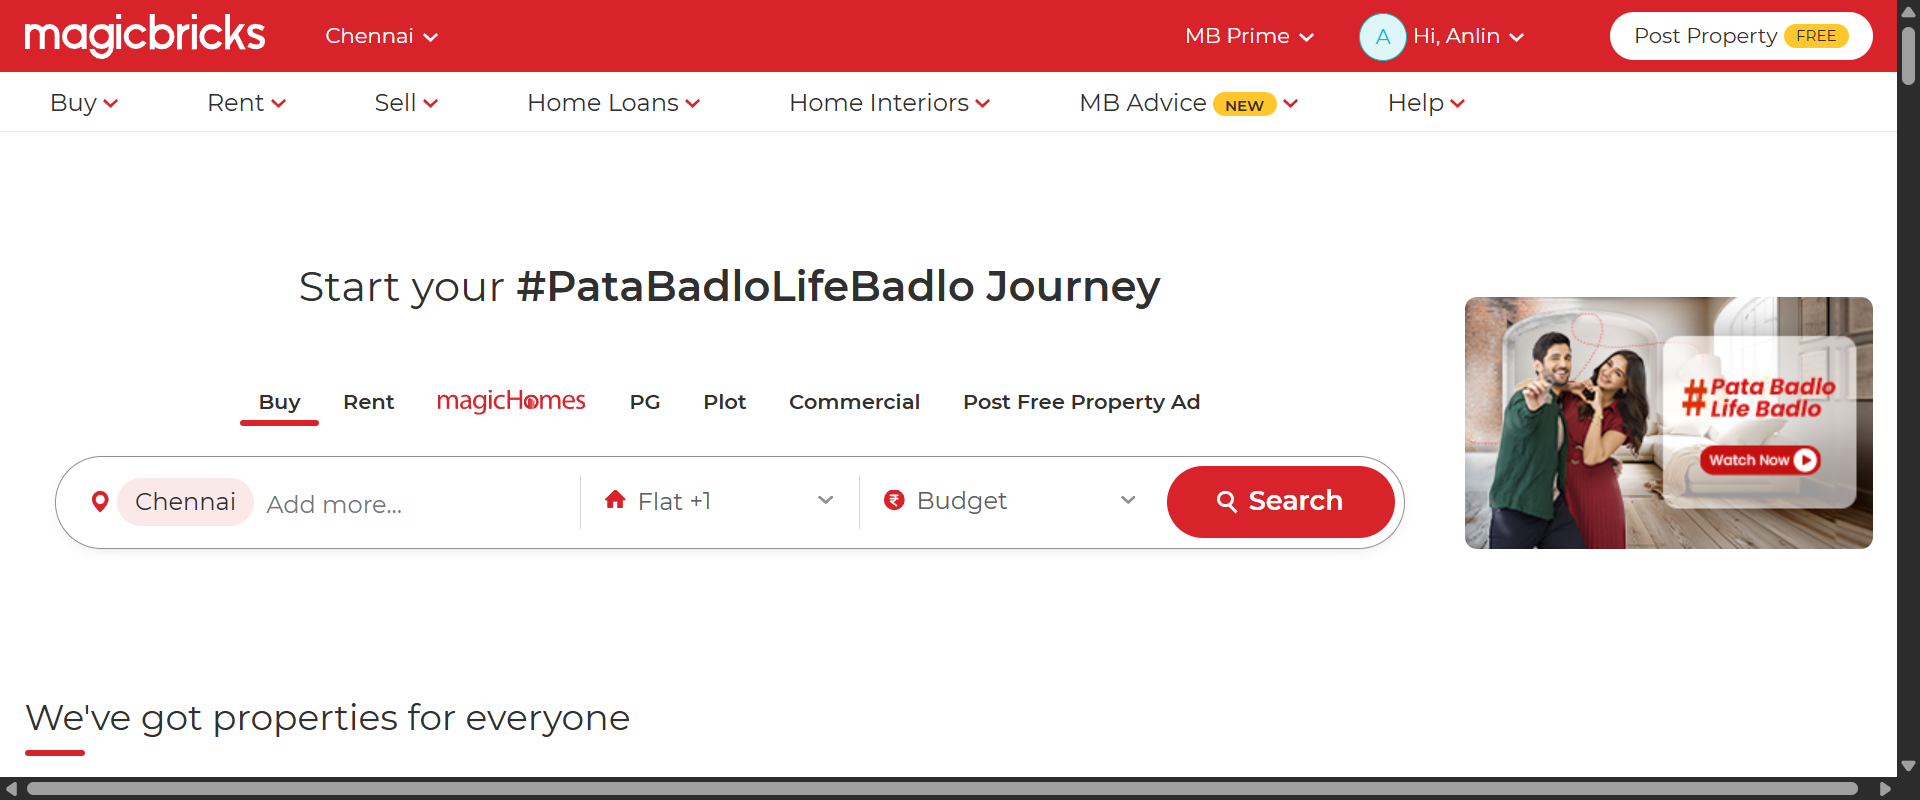 magicbricks
Chennai
MB Prime
A
Hi, Anlin
Post Property FREE
Buy
Rent
Sell
Home Loans
Home Interiors
MB Advice NEW
Help
Start your #PataBadloLifeBadlo Journey
Buy
Rent
magicHomes
PG
Plot
Commercial
Post Free Property Ad
Chennai
Add more...
Flat +1
Budget
Search
#Pata Badlo
Life Badlo
Watch Now
We've got properties for everyone